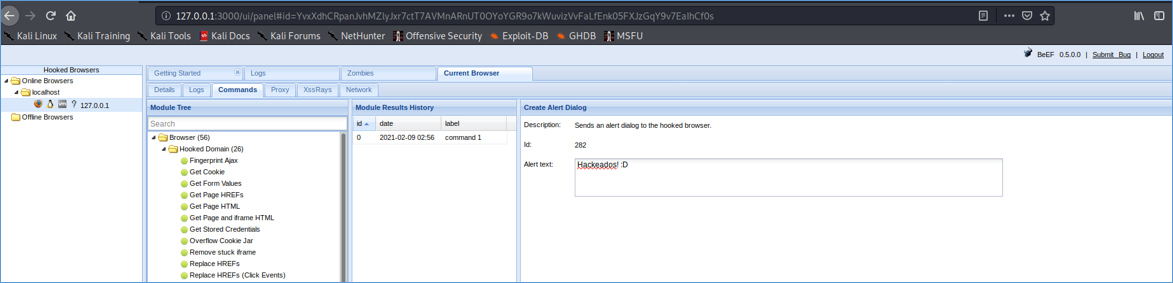 127.0.0.1:3000/ui/panel#id=YvxXdhCRpanJvhMZlyJxr7ctT7AVMnARnUT0OYoYGR9o7kWuvizVvFaLfEnk05FXJzGqY9v7EaIhCf0s
Kali Linux Kali Training Kali Tools Kali Docs Kali Forums NetHunter Offensive Security Exploit-DB GHDB MSFU
BeEF 0.5.0.0 | Submit Bug | Logout
Hooked Browsers
Online Browsers
localhost
? 127.0.0.1
Offline Browsers
Getting Started Logs Zombies Current Browser
Details Logs Commands Proxy XssRays Network
Module Tree
Search
Browser (56)
Hooked Domain (26)
Fingerprint Ajax
Get Cookie
Get Form Values
Get Page HREFs
Get Page HTML
Get Page and iframe HTML
Get Stored Credentials
Overflow Cookie Jar
Remove stuck iframe
Replace HREFs
Replace HREFs (Click Events)
Module Results History
id date label
0 2021-02-09 02:56 command 1
Create Alert Dialog
Description: Sends an alert dialog to the hooked browser.
Id: 282
Alert text: Hackeados! :D